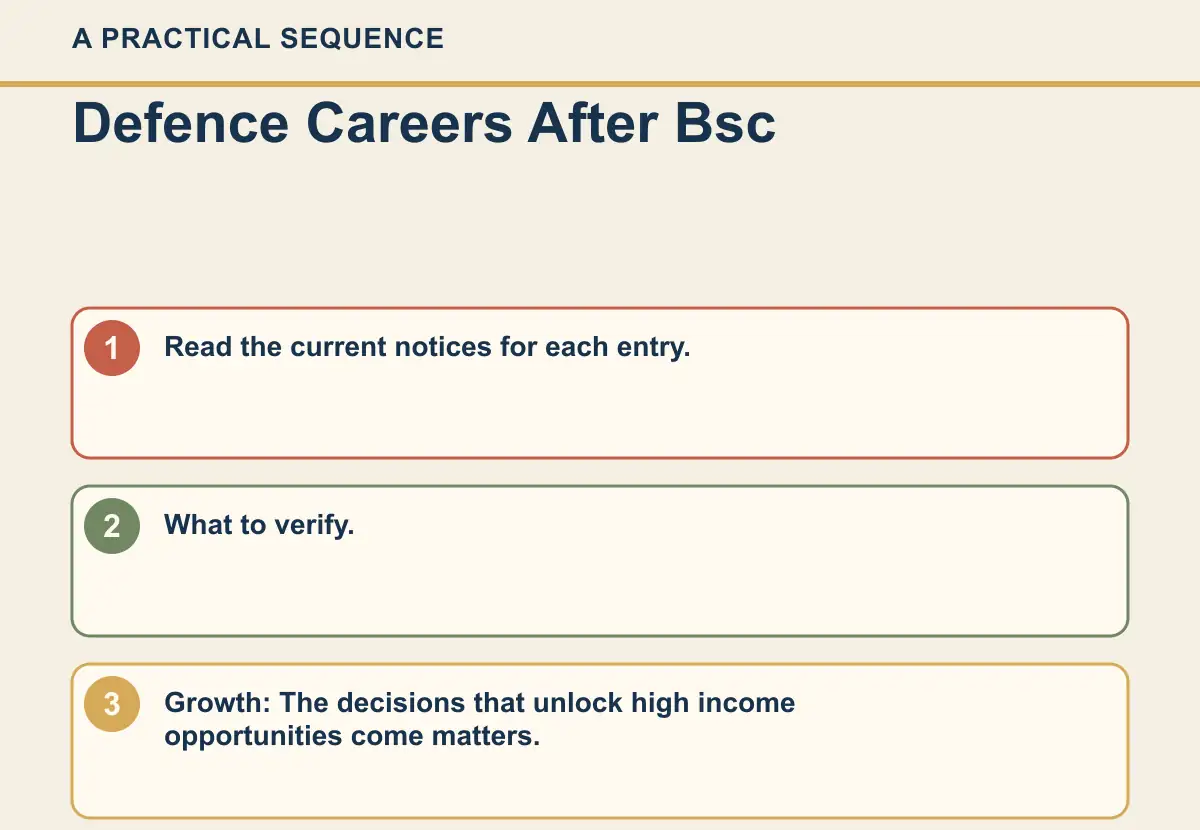 A PRACTICAL SEQUENCE
Defence Careers After Bsc
1
Read the current notices for each entry.
2
What to verify.
3
Growth: The decisions that unlock high income
opportunities come matters.